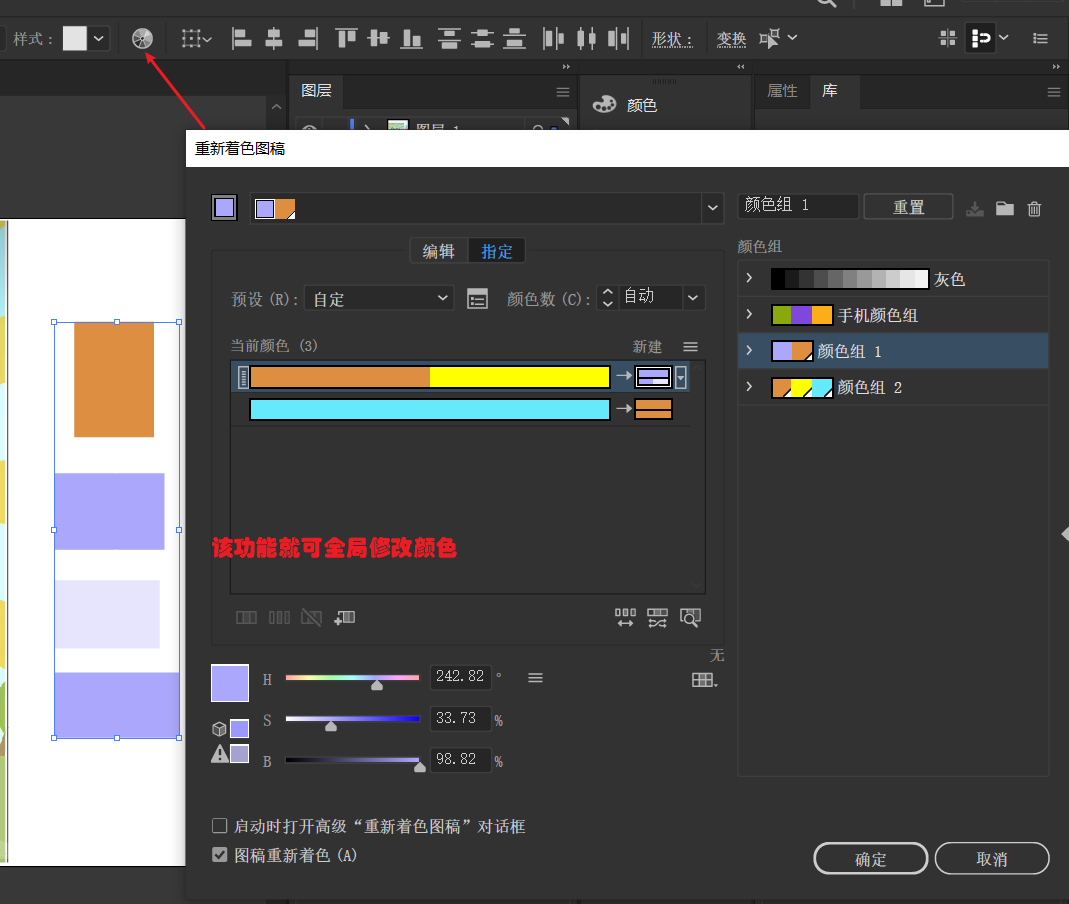 样式：
形状：
变换
图层
颜色
属性
库
图层 1
重新着色图稿
颜色组 1
重置
编辑
指定
颜色组
预设(R):
自定
颜色数(C):
自动
灰色
手机颜色组
颜色组 1
颜色组 2
当前颜色 (3)
新建
该功能就可全局修改颜色
无
H
242.82
°
S
33.73
%
B
98.82
%
启动时打开高级“重新着色图稿”对话框
图稿重新着色(A)
确定
取消